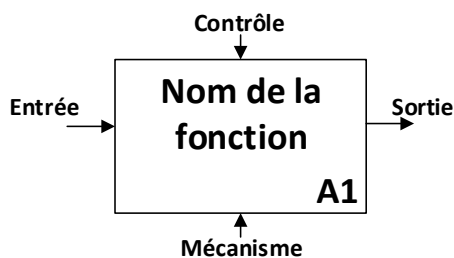 Contrôle
Entrée
Nom de la
fonction
Sortie
A1
Mécanisme